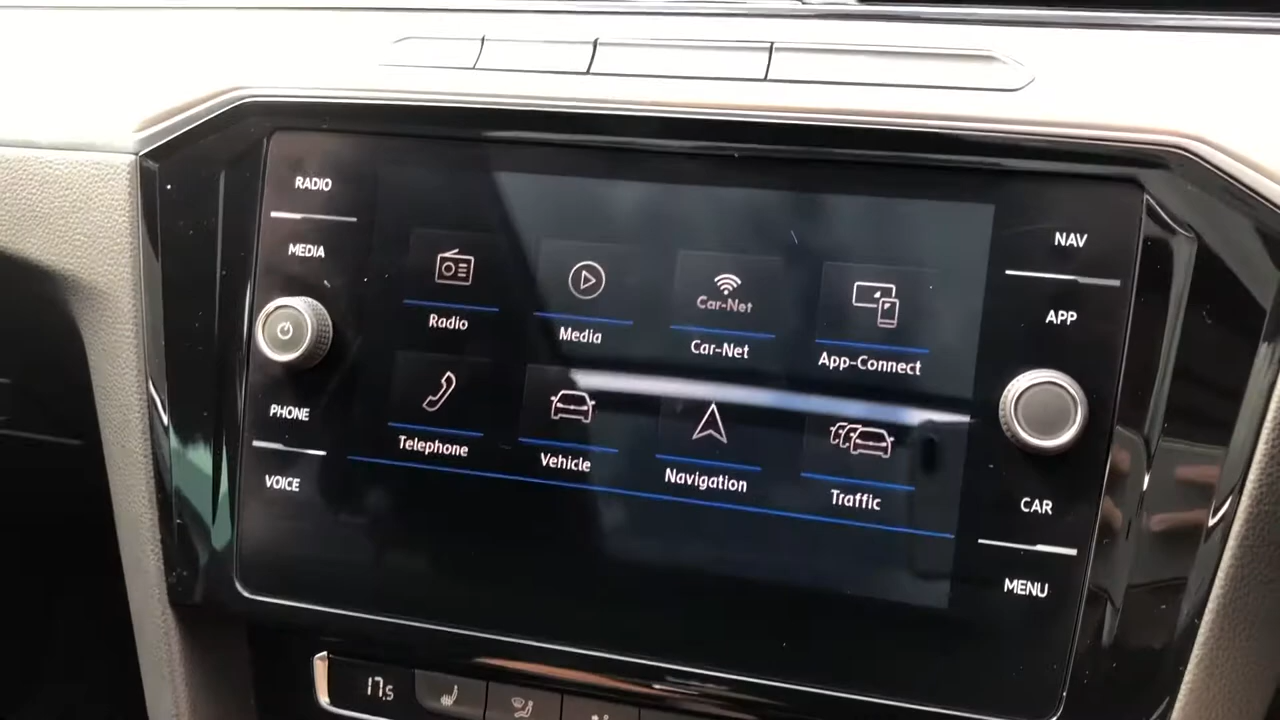 RADIO
MEDIA
PHONE
VOICE
Radio
Media
Car-Net
Car-Net
App-Connect
Telephone
Vehicle
Navigation
Traffic
NAV
APP
CAR
MENU
17.5